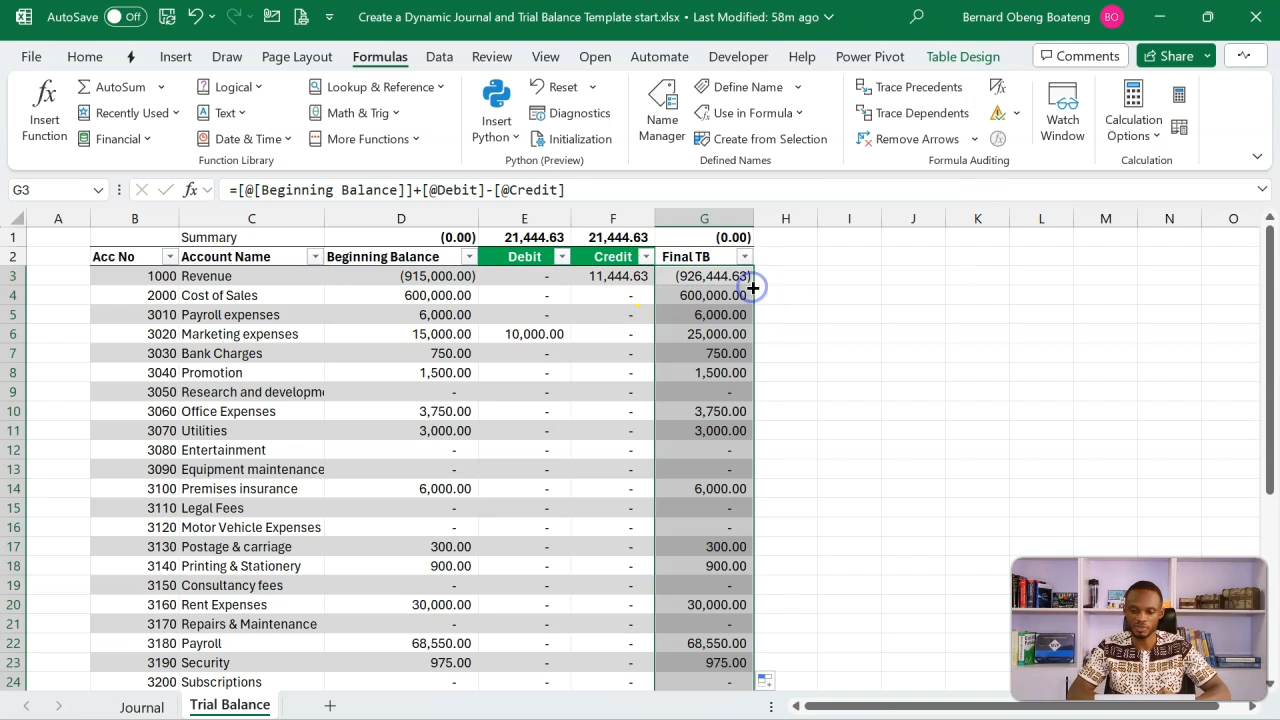 AutoSave Off Create a Dynamic Journal and Trial Balance Template start.xlsx • Last Modified: 58m ago Bernard Obeng Boateng BO
File Home Insert Draw Page Layout Formulas Data Review View Open Automate Developer Help Power Pivot Table Design Comments Share
AutoSum Logical Lookup & Reference Reset Define Name Trace Precedents
Recently Used Text Math & Trig Diagnostics Use in Formula Trace Dependents
Financial Date & Time More Functions Initialization Create from Selection Remove Arrows
Insert Function Insert Python Name Manager Watch Window Calculation Options
Function Library Python (Preview) Defined Names Formula Auditing Calculation
G3 fx =[@[Beginning Balance]]+[@Debit]-[@Credit]
A B C D E F G H I J K L M N O
1 Summary (0.00) 21,444.63 21,444.63 (0.00)
2 Acc No Account Name Beginning Balance Debit Credit Final TB
3 1000 Revenue (915,000.00) - 11,444.63 (926,444.63)
4 2000 Cost of Sales 600,000.00 - - 600,000.00
5 3010 Payroll expenses 6,000.00 - - 6,000.00
6 3020 Marketing expenses 15,000.00 10,000.00 - 25,000.00
7 3030 Bank Charges 750.00 - - 750.00
8 3040 Promotion 1,500.00 - - 1,500.00
9 3050 Research and developm - - - -
10 3060 Office Expenses 3,750.00 - - 3,750.00
11 3070 Utilities 3,000.00 - - 3,000.00
12 3080 Entertainment - - - -
13 3090 Equipment maintenance - - - -
14 3100 Premises insurance 6,000.00 - - 6,000.00
15 3110 Legal Fees - - - -
16 3120 Motor Vehicle Expenses - - - -
17 3130 Postage & carriage 300.00 - - 300.00
18 3140 Printing & Stationery 900.00 - - 900.00
19 3150 Consultancy fees - - - -
20 3160 Rent Expenses 30,000.00 - - 30,000.00
21 3170 Repairs & Maintenance - - - -
22 3180 Payroll 68,550.00 - - 68,550.00
23 3190 Security 975.00 - - 975.00
24 3200 Subscriptions - - - -
Journal Trial Balance